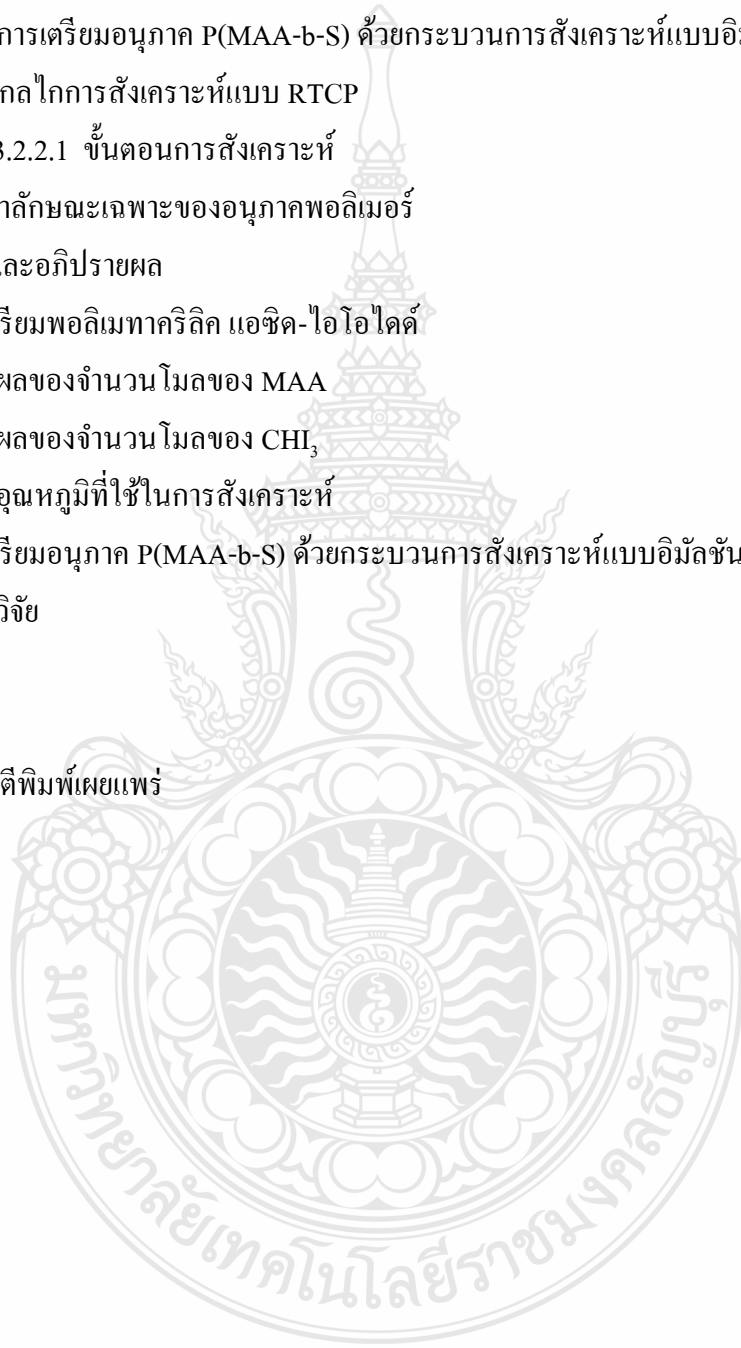 การเตรียมอนุภาค P(MAA-b-S) ด้วยกระบวนการสังเคราะห์แบบ
กลไกการสังเคราะห์แบบ RTCP
3.2.2.1 ขั้นตอนการสังเคราะห์
าลักษณะเฉพาะของอนุภาคพอลิเมอร์
ละอภิปรายผล
รียมพอลิเมทาคริลิค แอซิด-ไอโอไดด์
ผลของจำนวนโมลของ MAA
ผลของจำนวนโมลของ CHI₃
อุณหภูมิที่ใช้ในการสังเคราะห์
รียมอนุภาค P(MAA-b-S) ด้วยกระบวนการสังเคราะห์แบบอิมัลชัน
วิจัย
ตีพิมพ์เผยแพร่
มหาวิทยาลัยเทคโนโลยีราชมงคลธัญบุรี